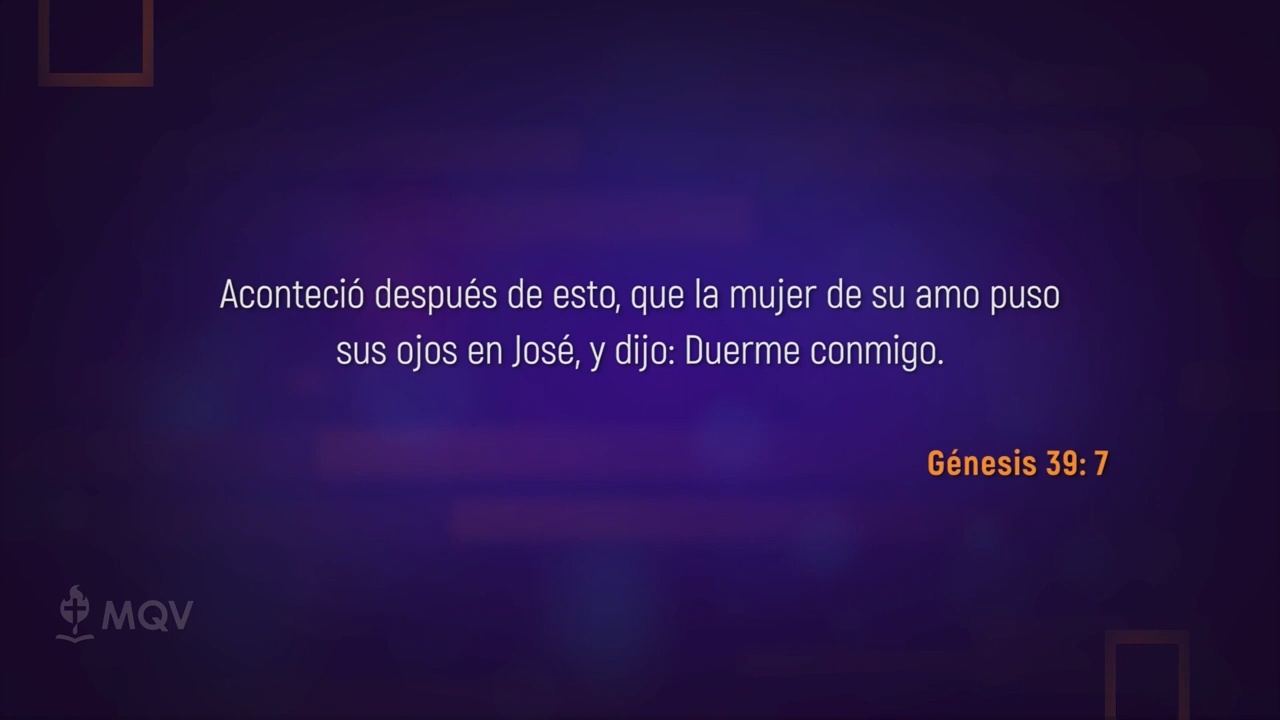 Aconteció después de esto, que la mujer de su amo puso
sus ojos en José, y dijo: Duerme conmigo.
Génesis 39: 7
MQV